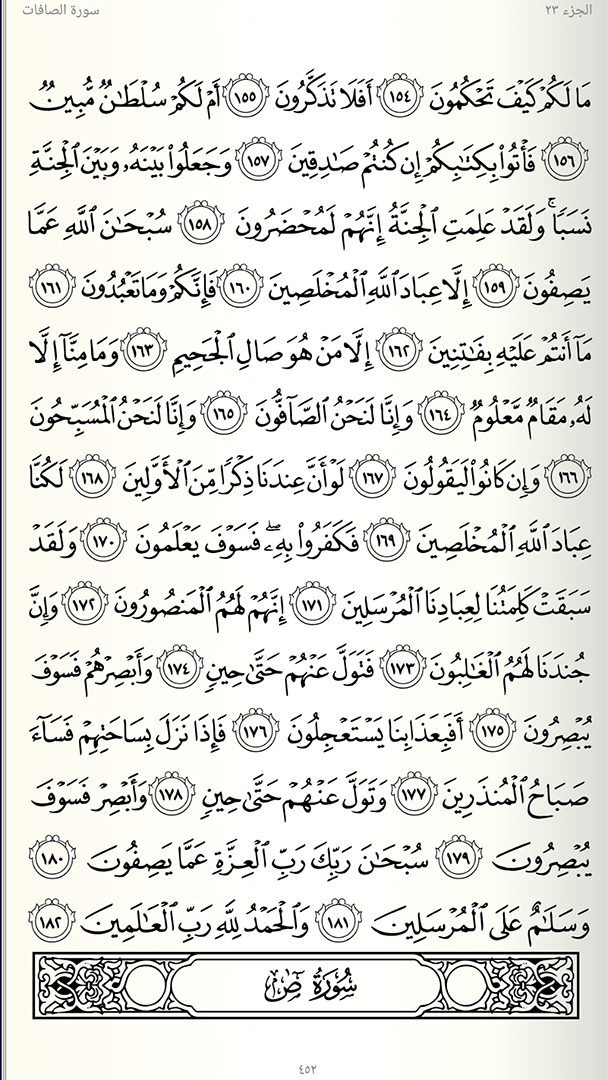 سورة الصافات الجزء ٢٣
مَا لَكُمْ كَيْفَ تَحْكُمُونَ ١٥٤ أَفَلَا تَذَكَّرُونَ ١٥٥ أَمْ لَكُمْ سُلْطَٰنٌ مُّبِينٌ
١٥٦ فَأْتُوا۟ بِكِتَٰبِكُمْ إِن كُنتُمْ صَٰدِقِينَ ١٥٧ وَجَعَلُوا۟ بَيْنَهُۥ وَبَيْنَ ٱلْجِنَّةِ
نَسَبًا ۚ وَلَقَدْ عَلِمَتِ ٱلْجِنَّةُ إِنَّهُمْ لَمُحْضَرُونَ ١٥٨ سُبْحَٰنَ ٱللَّهِ عَمَّا
يَصِفُونَ ١٥٩ إِلَّا عِبَادَ ٱللَّهِ ٱلْمُخْلَصِينَ ١٦٠ فَإِنَّكُمْ وَمَا تَعْبُدُونَ ١٦١
مَآ أَنتُمْ عَلَيْهِ بِفَٰتِنِينَ ١٦٢ إِلَّا مَنْ هُوَ صَالِ ٱلْجَحِيمِ ١٦٣ وَمَا مِنَّآ إِلَّا
لَهُۥ مَقَامٌ مَّعْلُومٌ ١٦٤ وَإِنَّا لَنَحْنُ ٱلصَّآفُّونَ ١٦٥ وَإِنَّا لَنَحْنُ ٱلْمُسَبِّحُونَ
١٦٦ وَإِن كَانُوا۟ لَيَقُولُونَ ١٦٧ لَوْ أَنَّ عِندَنَا ذِكْرًا مِّنَ ٱلْأَوَّلِينَ ١٦٨ لَكُنَّا
عِبَادَ ٱللَّهِ ٱلْمُخْلَصِينَ ١٦٩ فَكَفَرُوا۟ بِهِۦ ۖ فَسَوْفَ يَعْلَمُونَ ١٧٠ وَلَقَدْ
سَبَقَتْ كَلِمَتُنَا لِعِبَادِنَا ٱلْمُرْسَلِينَ ١٧١ إِنَّهُمْ لَهُمُ ٱلْمَنصُورُونَ ١٧٢ وَإِنَّ
جُندَنَا لَهُمُ ٱلْغَٰلِبُونَ ١٧٣ فَتَوَلَّ عَنْهُمْ حَتَّىٰ حِينٍ ١٧٤ وَأَبْصِرْهُمْ فَسَوْفَ
يُبْصِرُونَ ١٧٥ أَفَبِعَذَابِنَا يَسْتَعْجِلُونَ ١٧٦ فَإِذَا نَزَلَ بِسَاحَتِهِمْ فَسَآءَ
صَبَاحُ ٱلْمُنذَرِينَ ١٧٧ وَتَوَلَّ عَنْهُمْ حَتَّىٰ حِينٍ ١٧٨ وَأَبْصِرْ فَسَوْفَ
يُبْصِرُونَ ١٧٩ سُبْحَٰنَ رَبِّكَ رَبِّ ٱلْعِزَّةِ عَمَّا يَصِفُونَ ١٨٠
وَسَلَٰمٌ عَلَى ٱلْمُرْسَلِينَ ١٨١ وَٱلْحَمْدُ لِلَّهِ رَبِّ ٱلْعَٰلَمِينَ ١٨٢
سُورَةُ صٓ
٤٥٢